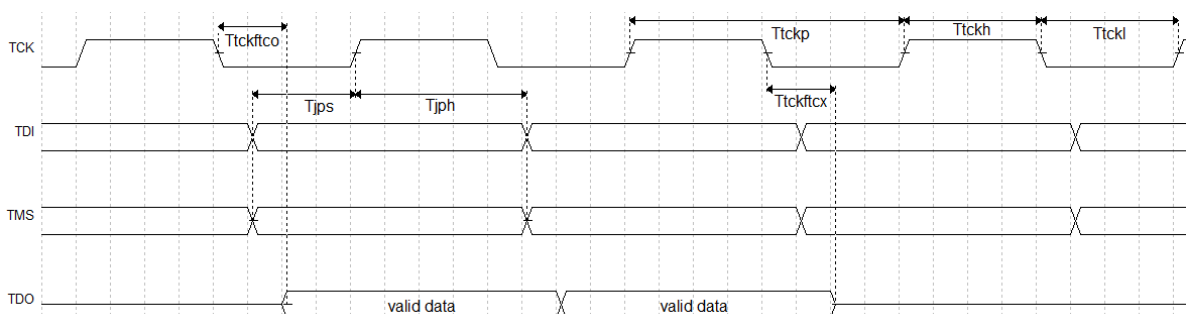 TCK
Ttckftco
Ttckp
Ttckh
Ttckl
Tjps
Tjph
Ttckftcx
TDI
TMS
TDO
valid data
valid data